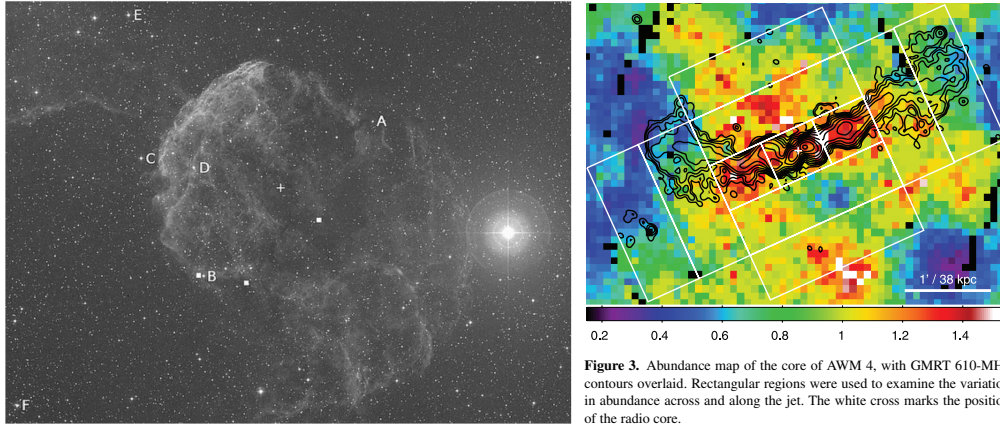 E
A
C
D
B
F
1' / 38 kpc
0.2 0.4 0.6 0.8 1 1.2 1.4
Figure 3. Abundance map of the core of AWM 4, with GMRT 610-MH
contours overlaid. Rectangular regions were used to examine the variatio
in abundance across and along the jet. The white cross marks the positio
of the radio core.